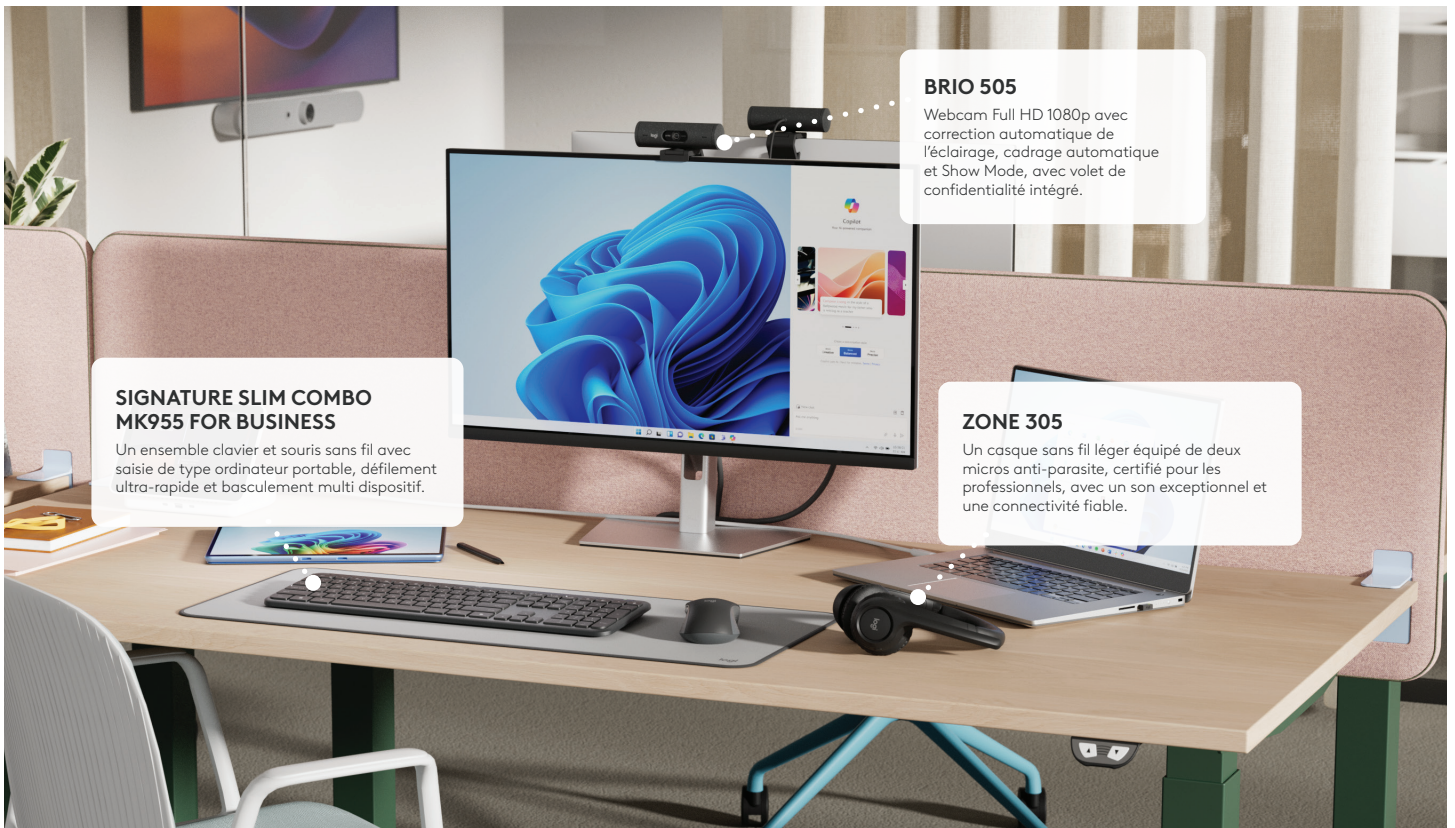 BRIO 505
Webcam Full HD 1080p avec
correction automatique de
l'éclairage, cadrage automatique
et Show Mode, avec volet de
confidentialité intégré.
logi
Copilot
SIGNATURE SLIM COMBO
MK955 FOR BUSINESS
Un ensemble clavier et souris sans fil avec
saisie de type ordinateur portable, défilement
ultra-rapide et basculement multi dispositif.
ZONE 305
Un casque sans fil léger équipé de deux
micros anti-parasite, certifié pour les
professionnels, avec un son exceptionnel et
une connectivité fiable.
logi